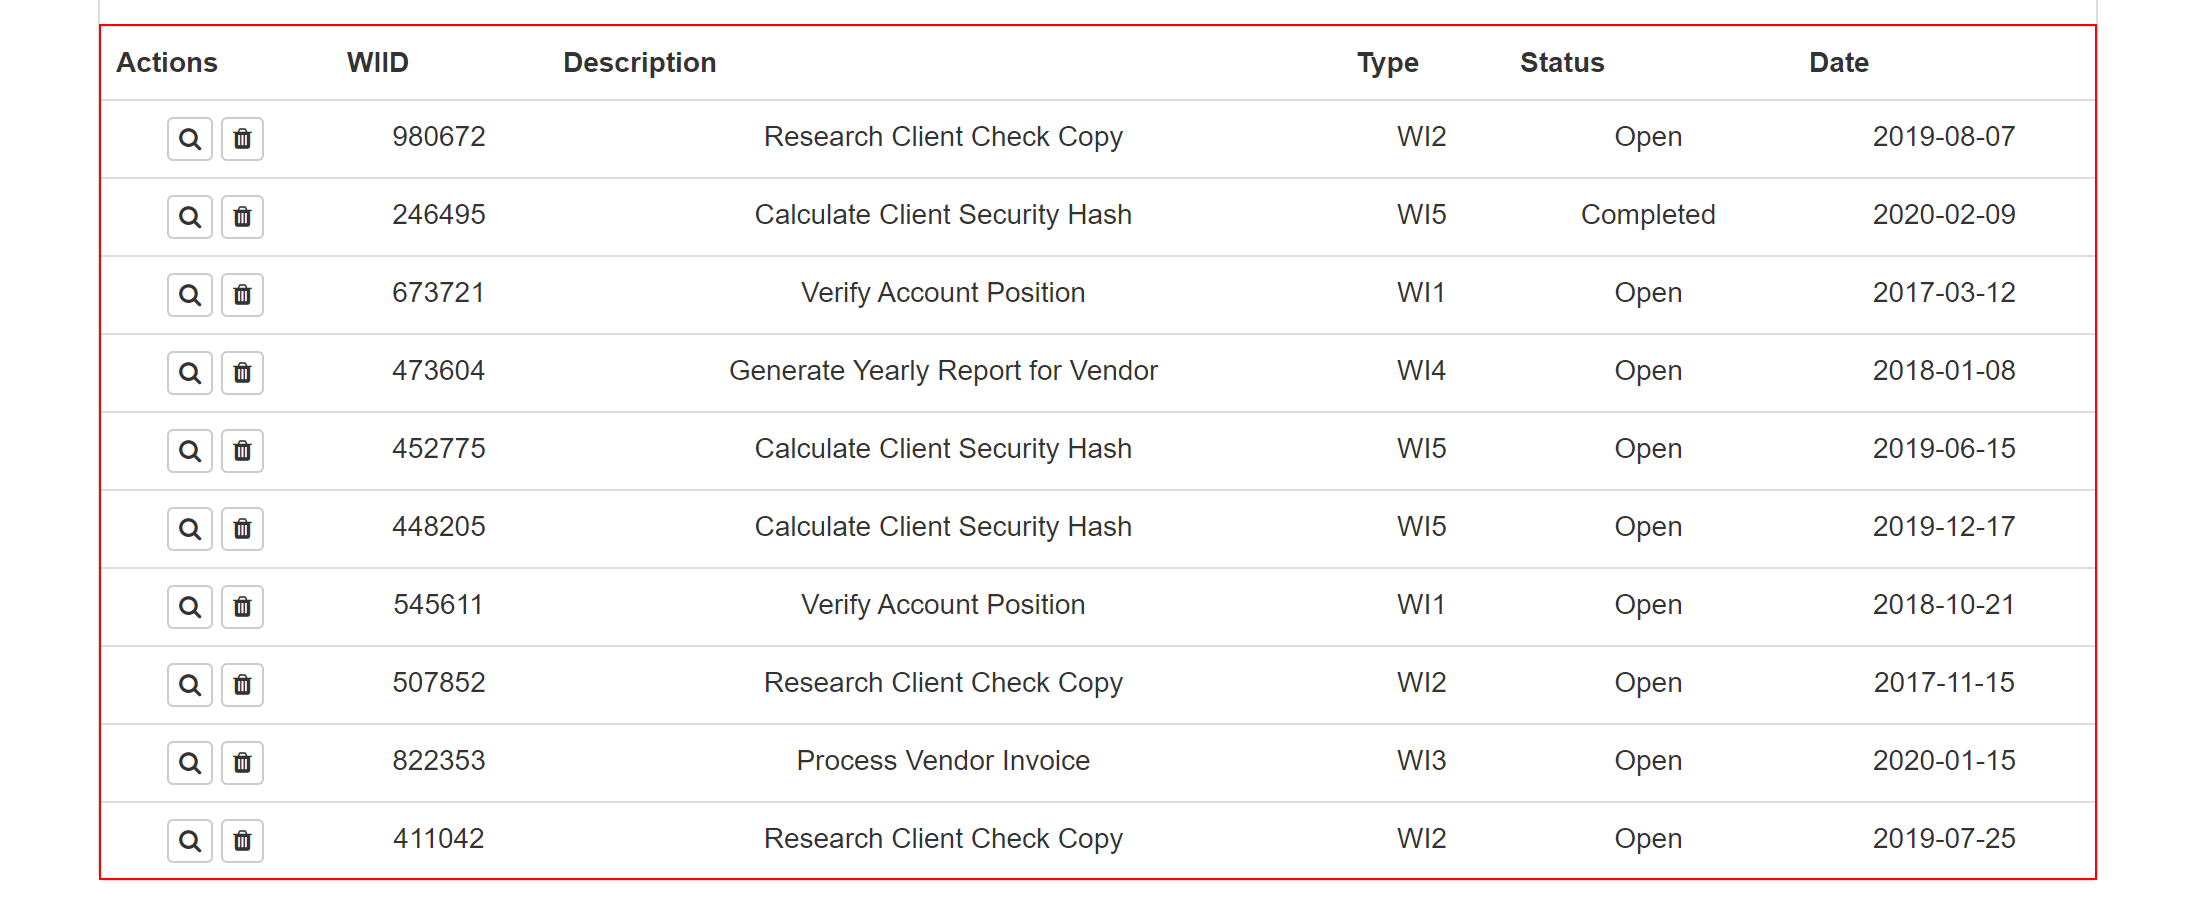 Actions WIID Description Type Status Date
980672 Research Client Check Copy WI2 Open 2019-08-07
246495 Calculate Client Security Hash WI5 Completed 2020-02-09
673721 Verify Account Position WI1 Open 2017-03-12
473604 Generate Yearly Report for Vendor WI4 Open 2018-01-08
452775 Calculate Client Security Hash WI5 Open 2019-06-15
448205 Calculate Client Security Hash WI5 Open 2019-12-17
545611 Verify Account Position WI1 Open 2018-10-21
507852 Research Client Check Copy WI2 Open 2017-11-15
822353 Process Vendor Invoice WI3 Open 2020-01-15
411042 Research Client Check Copy WI2 Open 2019-07-25